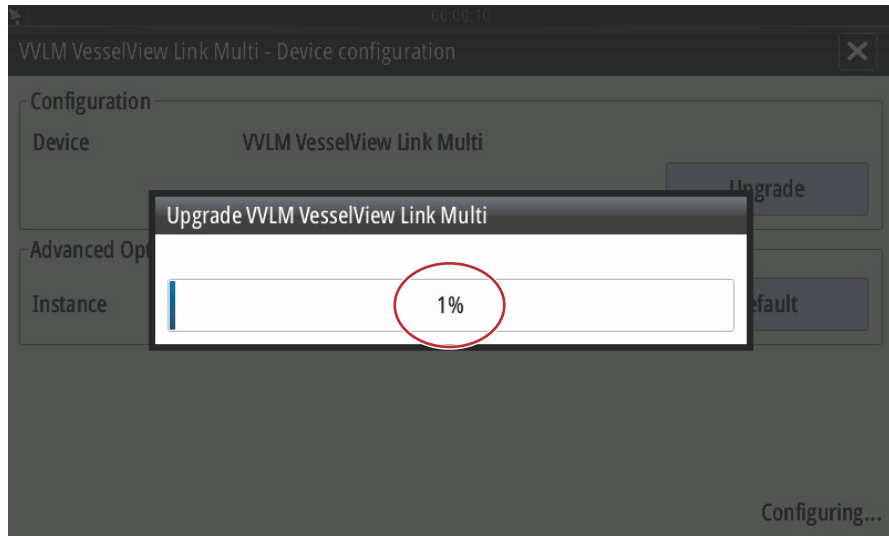 00:00:10
VVLM VesselView Link Multi - Device configuration
Configuration
Device VVLM VesselView Link Multi
Upgrade
Upgrade VVLM VesselView Link Multi
Advanced Opt
Instance
efault
1%
Configuring...